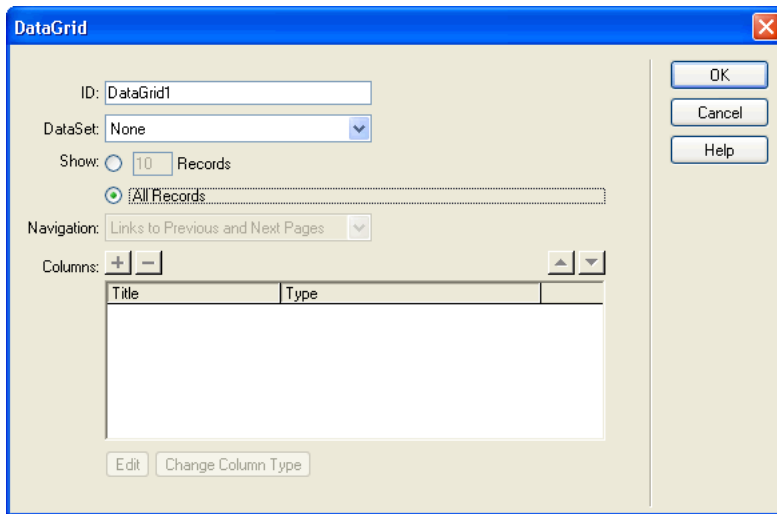 DataGrid
ID: DataGrid1
OK
DataSet: None
Cancel
Show: 10 Records
Help
All Records
Navigation: Links to Previous and Next Pages
Columns:
Title Type
Edit Change Column Type